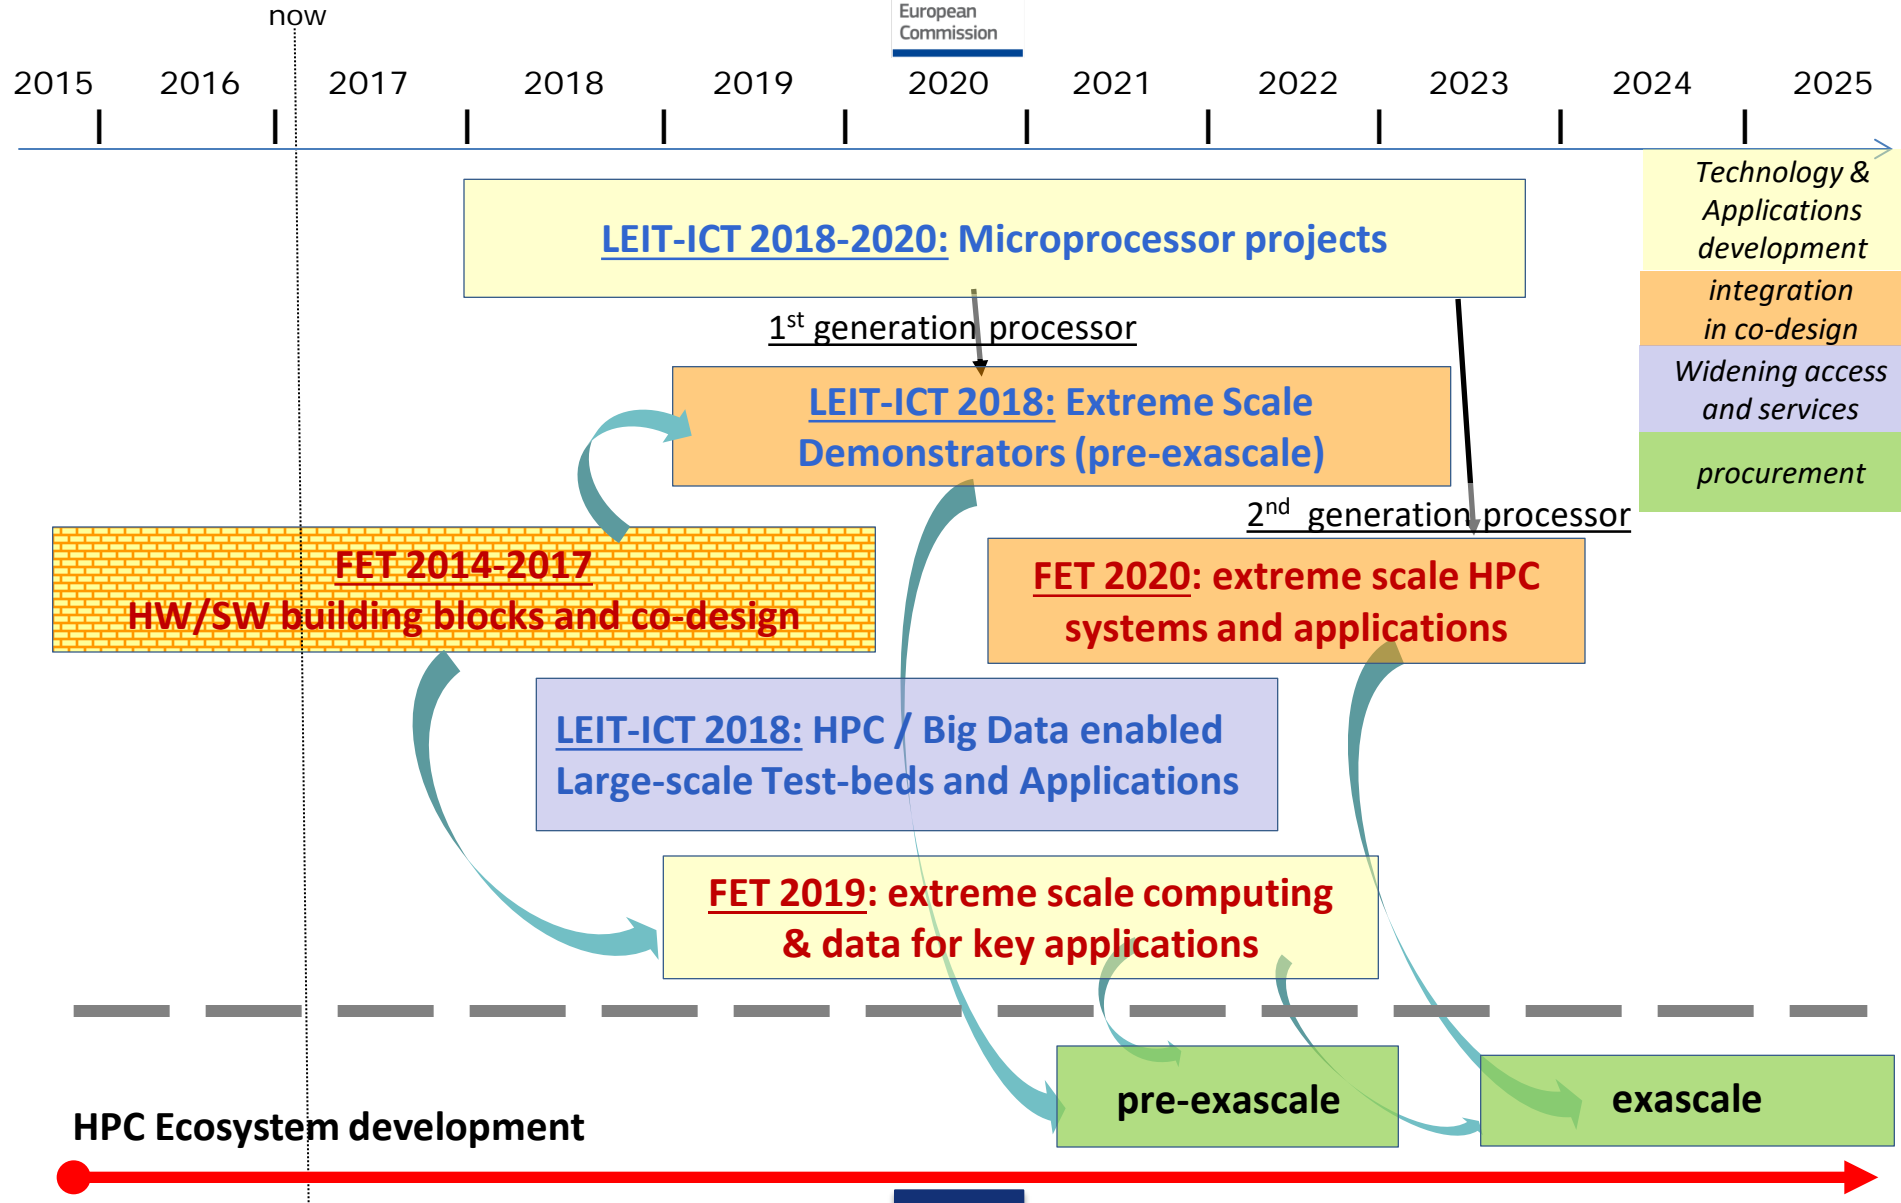 now
European
Commission
2015 2016 2017 2018 2019 2020 2021 2022 2023 2024 2025
Technology &
Applications
development
integration
in co-design
Widening access
and services
procurement
LEIT-ICT 2018-2020: Microprocessor projects
1st generation processor
LEIT-ICT 2018: Extreme Scale
Demonstrators (pre-exascale)
2nd generation processor
FET 2014-2017
HW/SW building blocks and co-design
FET 2020: extreme scale HPC
systems and applications
LEIT-ICT 2018: HPC / Big Data enabled
Large-scale Test-beds and Applications
FET 2019: extreme scale computing
& data for key applications
pre-exascale
exascale
HPC Ecosystem development